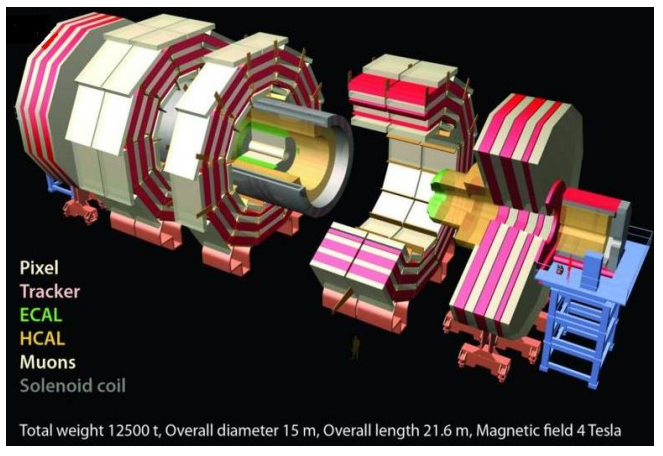 Pixel
Tracker
ECAL
HCAL
Muons
Solenoid coil
Total weight 12500 t, Overall diameter 15 m, Overall length 21.6 m, Magnetic field 4 Tesla